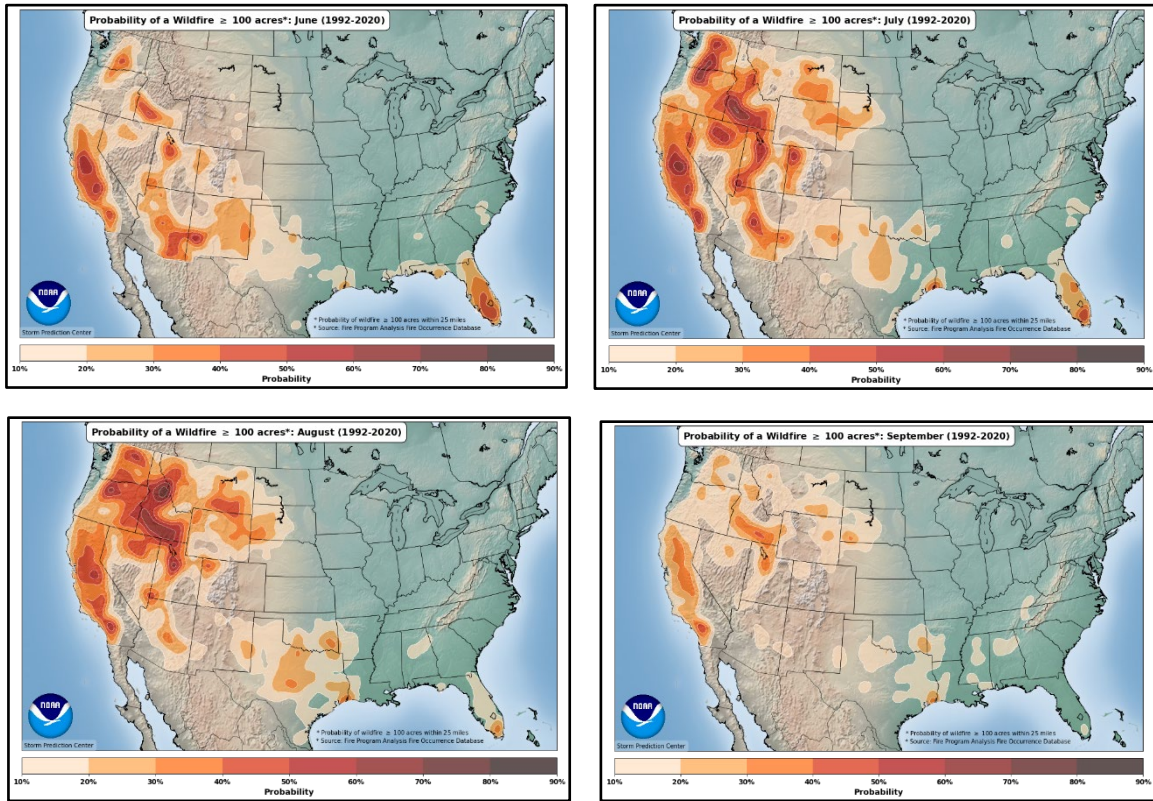 Probability of a Wildfire ≥ 100 acres*: June (1992-2020)
NOAA
Storm Prediction Center
* Probability of wildfire ≥ 100 acres within 25 miles
* Source: Fire Program Analysis Fire Occurrence Database
10% 20% 30% 40% 50% 60% 70% 80% 90%
Probability
Probability of a Wildfire ≥ 100 acres*: July (1992-2020)
NOAA
Storm Prediction Center
* Probability of wildfire ≥ 100 acres within 25 miles
* Source: Fire Program Analysis Fire Occurrence Database
10% 20% 30% 40% 50% 60% 70% 80% 90%
Probability
Probability of a Wildfire ≥ 100 acres*: August (1992-2020)
NOAA
Storm Prediction Center
* Probability of wildfire ≥ 100 acres within 25 miles
* Source: Fire Program Analysis Fire Occurrence Database
10% 20% 30% 40% 50% 60% 70% 80% 90%
Probability
Probability of a Wildfire ≥ 100 acres*: September (1992-2020)
NOAA
Storm Prediction Center
* Probability of wildfire ≥ 100 acres within 25 miles
* Source: Fire Program Analysis Fire Occurrence Database
10% 20% 30% 40% 50% 60% 70% 80% 90%
Probability